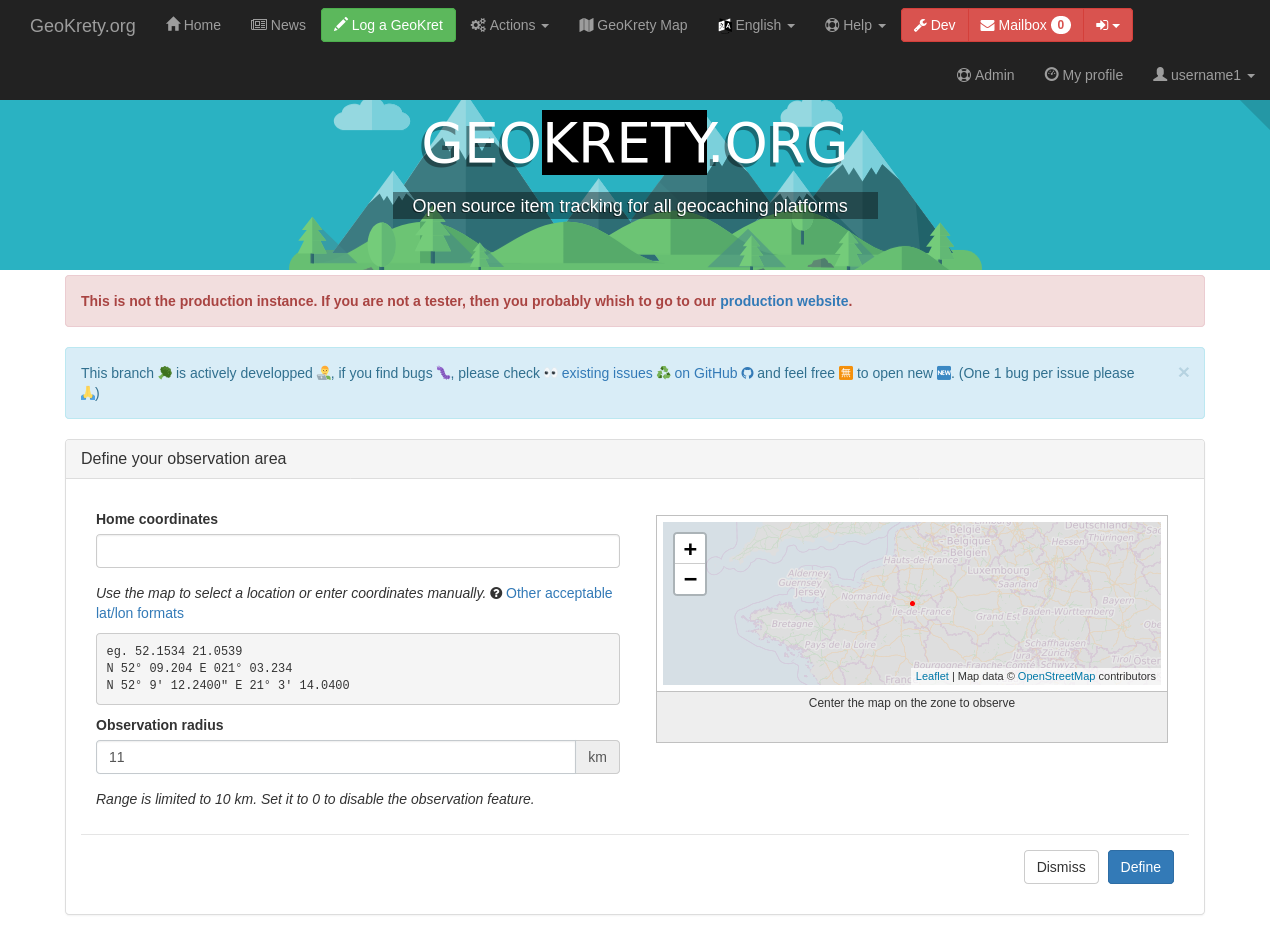 GeoKrety.org Home News Log a GeoKret Actions GeoKrety Map English Help Dev Mailbox 0
Admin My profile username1
GEOKRETY.ORG
Open source item tracking for all geocaching platforms
This is not the production instance. If you are not a tester, then you probably whish to go to our production website.
This branch 🌳 is actively developped 👨‍🔬, if you find bugs 🐛, please check 👀 existing issues ♻ on GitHub and feel free 🈚 to open new 🆕. (One 1 bug per issue please ×
🙏)
Define your observation area
Home coordinates
Use the map to select a location or enter coordinates manually. Other acceptable
lat/lon formats
eg. 52.1534 21.0539
N 52° 09.204 E 021° 03.234
N 52° 9' 12.2400" E 21° 3' 14.0400
Observation radius
11 km
Range is limited to 10 km. Set it to 0 to disable the observation feature.
+
−
Deutschland
België
Belgique
Belgien
Hessen
Thüringen
Hauts-de-France
Luxembourg
Alderney
Guernsey
Jersey
Saarland
Normandie
Île-de-France
Bayern
Grand Est
Baden-Württemberg
Bretagne
Pays de la Loire
Schaffhausen
Zürich
Jura
Tirol
Bourgogne-Franche-Comté
Schwyz
Leaflet | Map data © OpenStreetMap contributors
Center the map on the zone to observe
Dismiss Define